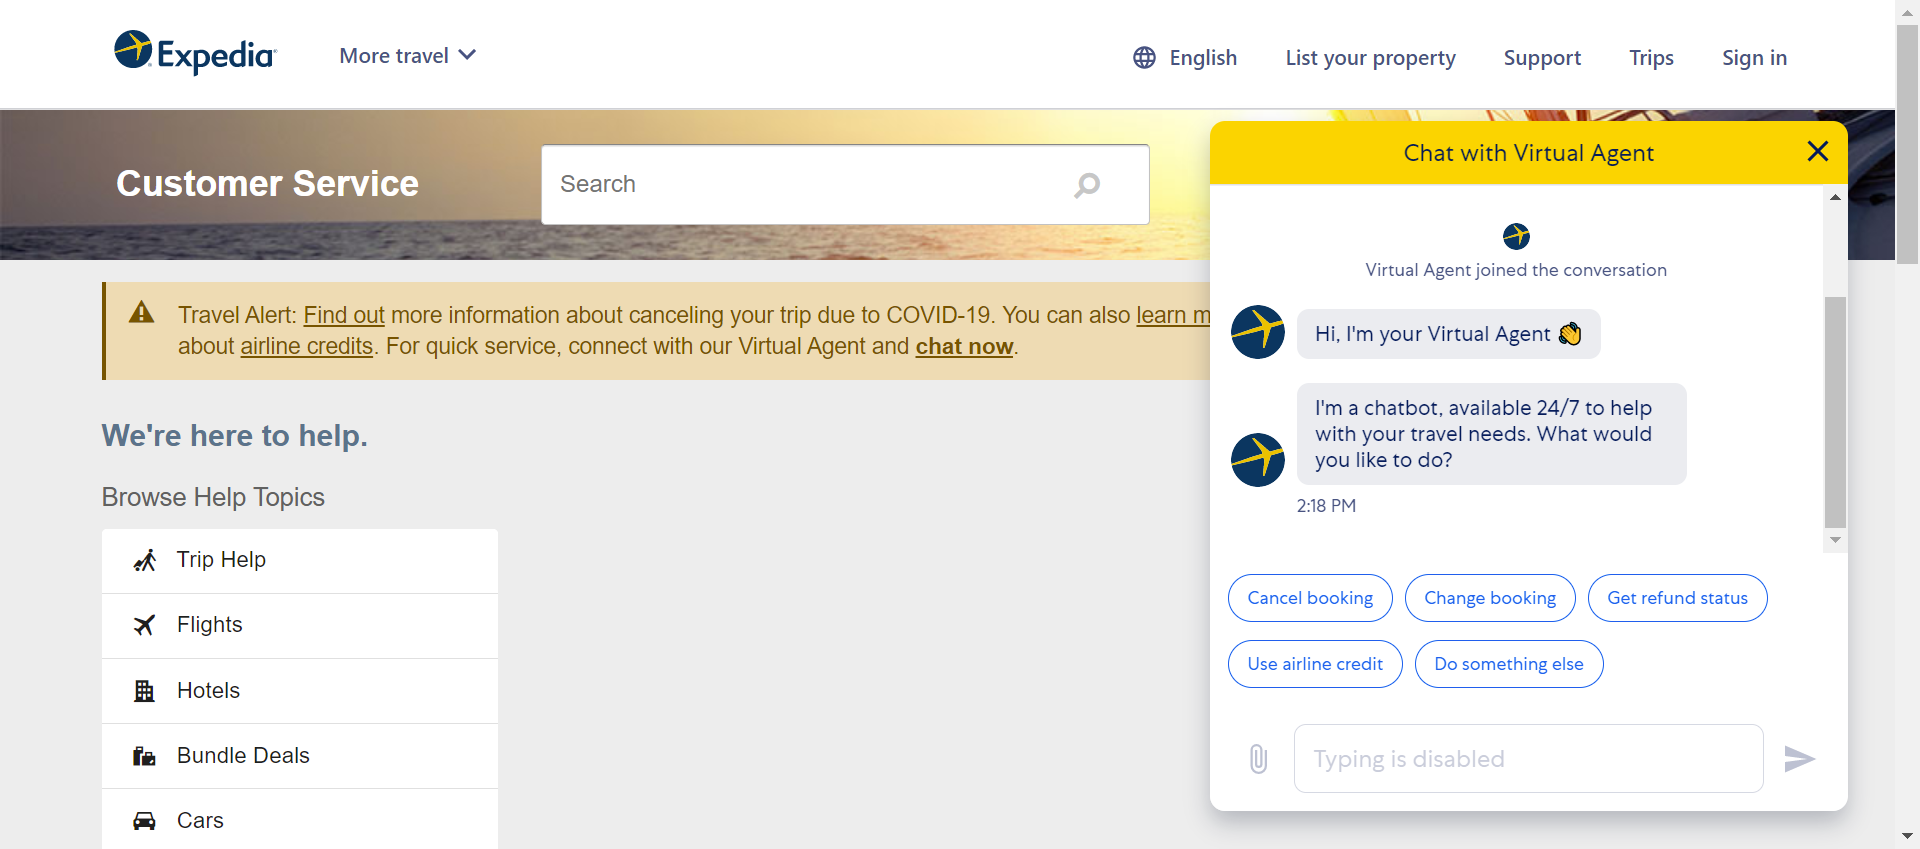 Expedia
More travel
English
List your property
Support
Trips
Sign in
Customer Service
Search
Travel Alert: Find out more information about canceling your trip due to COVID-19. You can also learn
about airline credits. For quick service, connect with our Virtual Agent and chat now.
We're here to help.
Browse Help Topics
Trip Help
Flights
Hotels
Bundle Deals
Cars
Chat with Virtual Agent
Virtual Agent joined the conversation
Hi, I'm your Virtual Agent 👋
I'm a chatbot, available 24/7 to help
with your travel needs. What would
you like to do?
2:18 PM
Cancel booking
Change booking
Get refund status
Use airline credit
Do something else
Typing is disabled